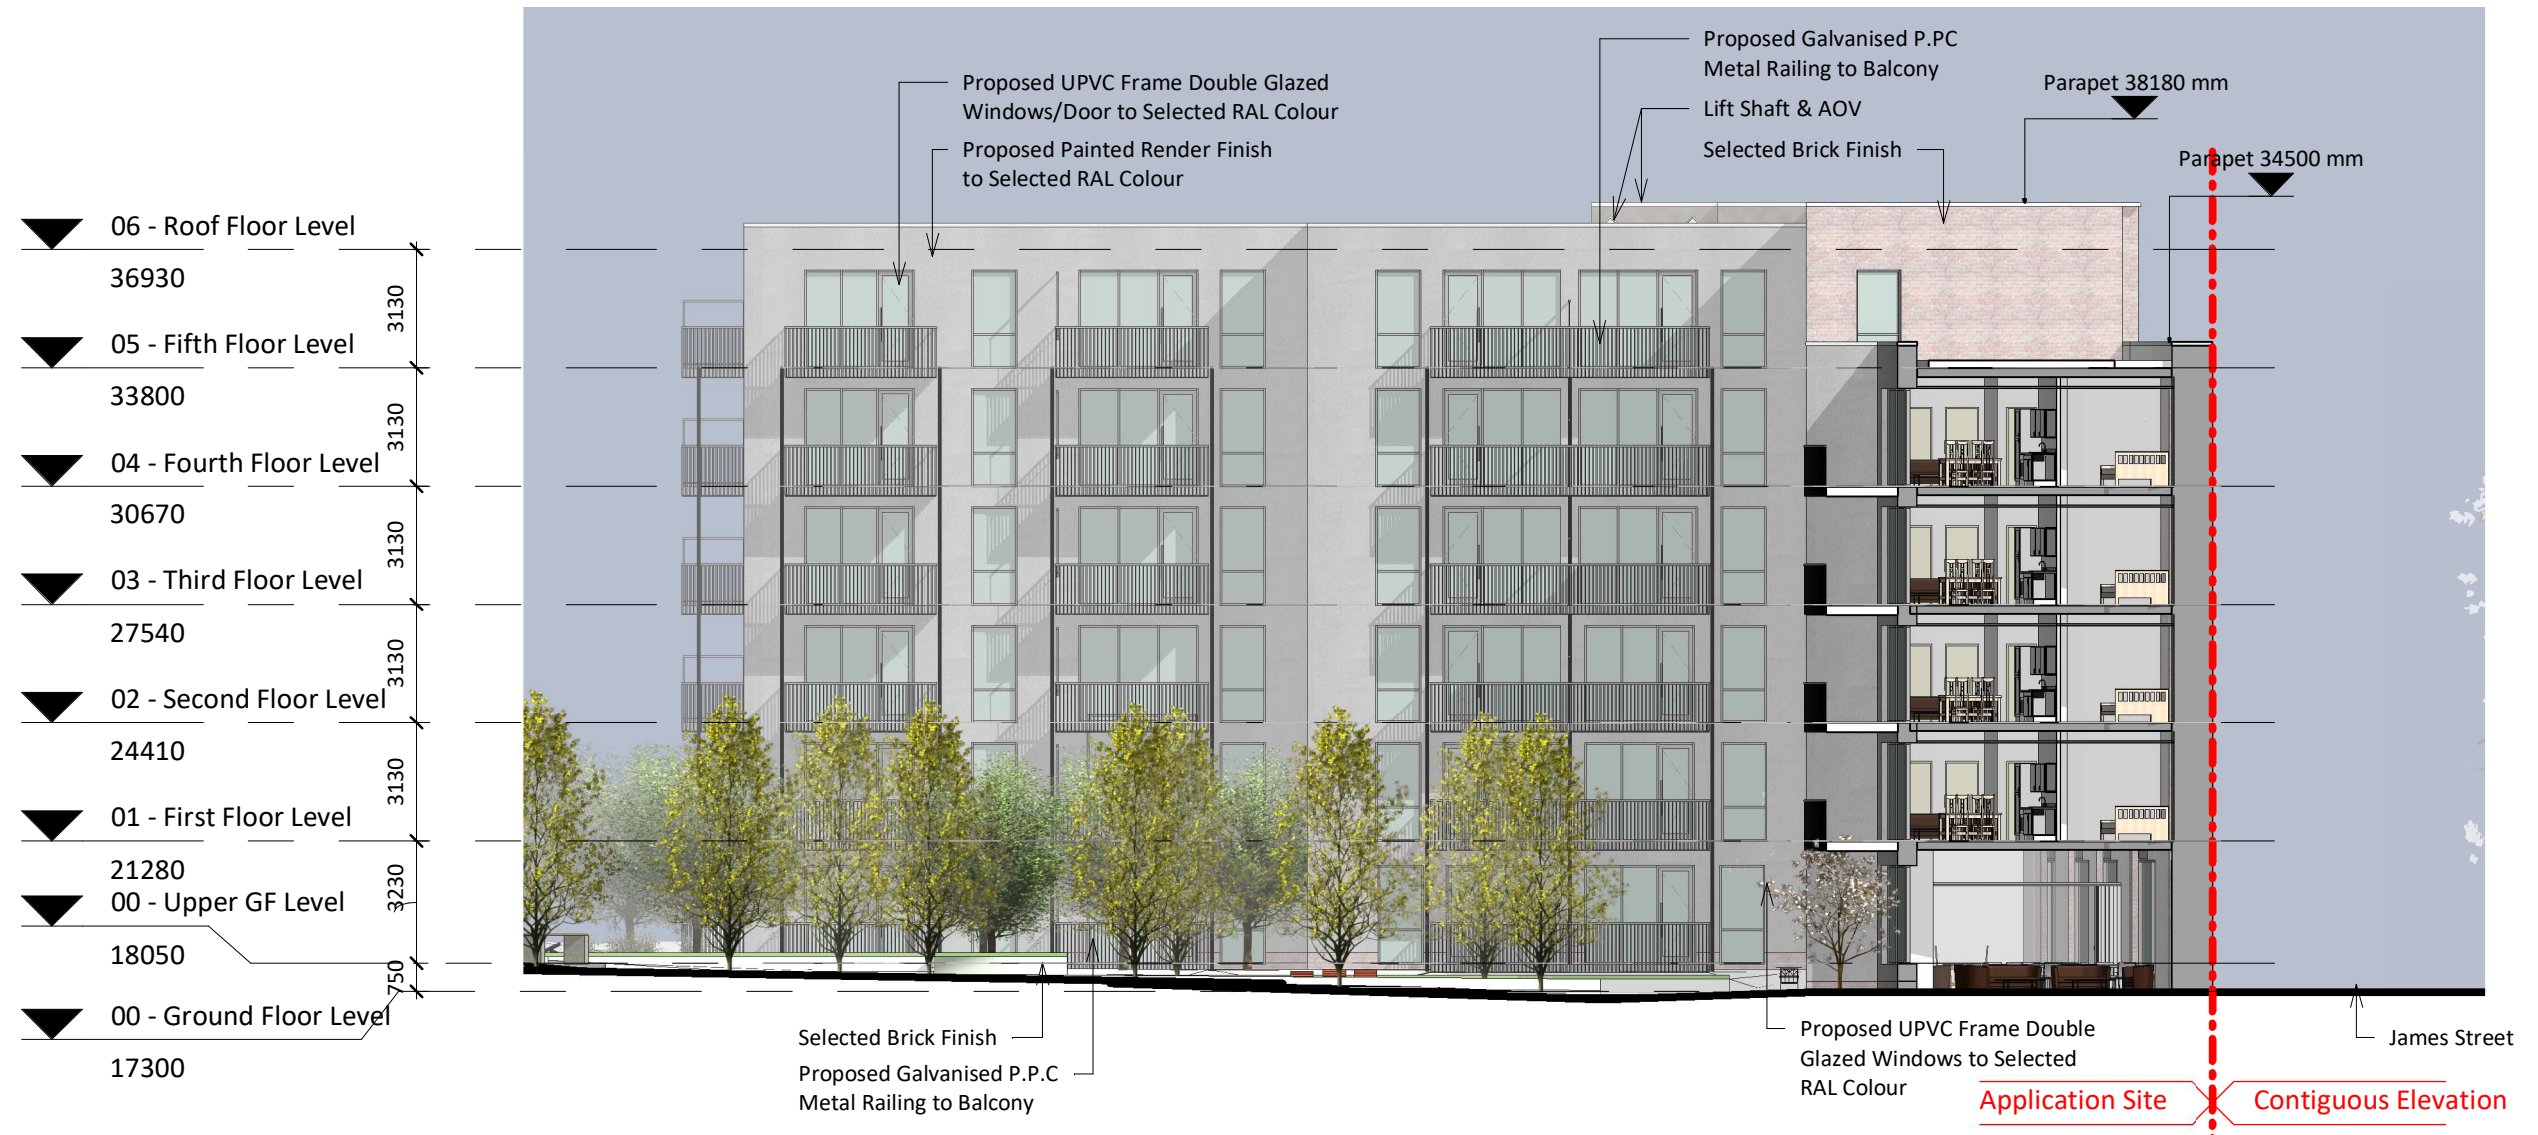 Proposed Galvanised P.PC
Metal Railing to Balcony
Proposed UPVC Frame Double Glazed
Windows/Door to Selected RAL Colour
Lift Shaft & AOV
Parapet 38180 mm
Proposed Painted Render Finish
to Selected RAL Colour
Selected Brick Finish
Parapet 34500 mm
06 - Roof Floor Level
36930
3130
05 - Fifth Floor Level
33800
3130
04 - Fourth Floor Level
30670
3130
03 - Third Floor Level
27540
3130
02 - Second Floor Level
24410
3130
01 - First Floor Level
21280
3230
00 - Upper GF Level
18050
750
00 - Ground Floor Level
17300
Selected Brick Finish
Proposed Galvanised P.P.C
Metal Railing to Balcony
Proposed UPVC Frame Double
Glazed Windows to Selected
RAL Colour
James Street
Application Site
Contiguous Elevation